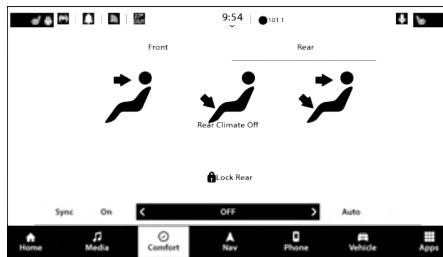 9:54 101.1
Front Rear
Rear Climate Off
Lock Rear
Sync On < OFF > Auto
Home Media Comfort Nav Phone Vehicle Apps